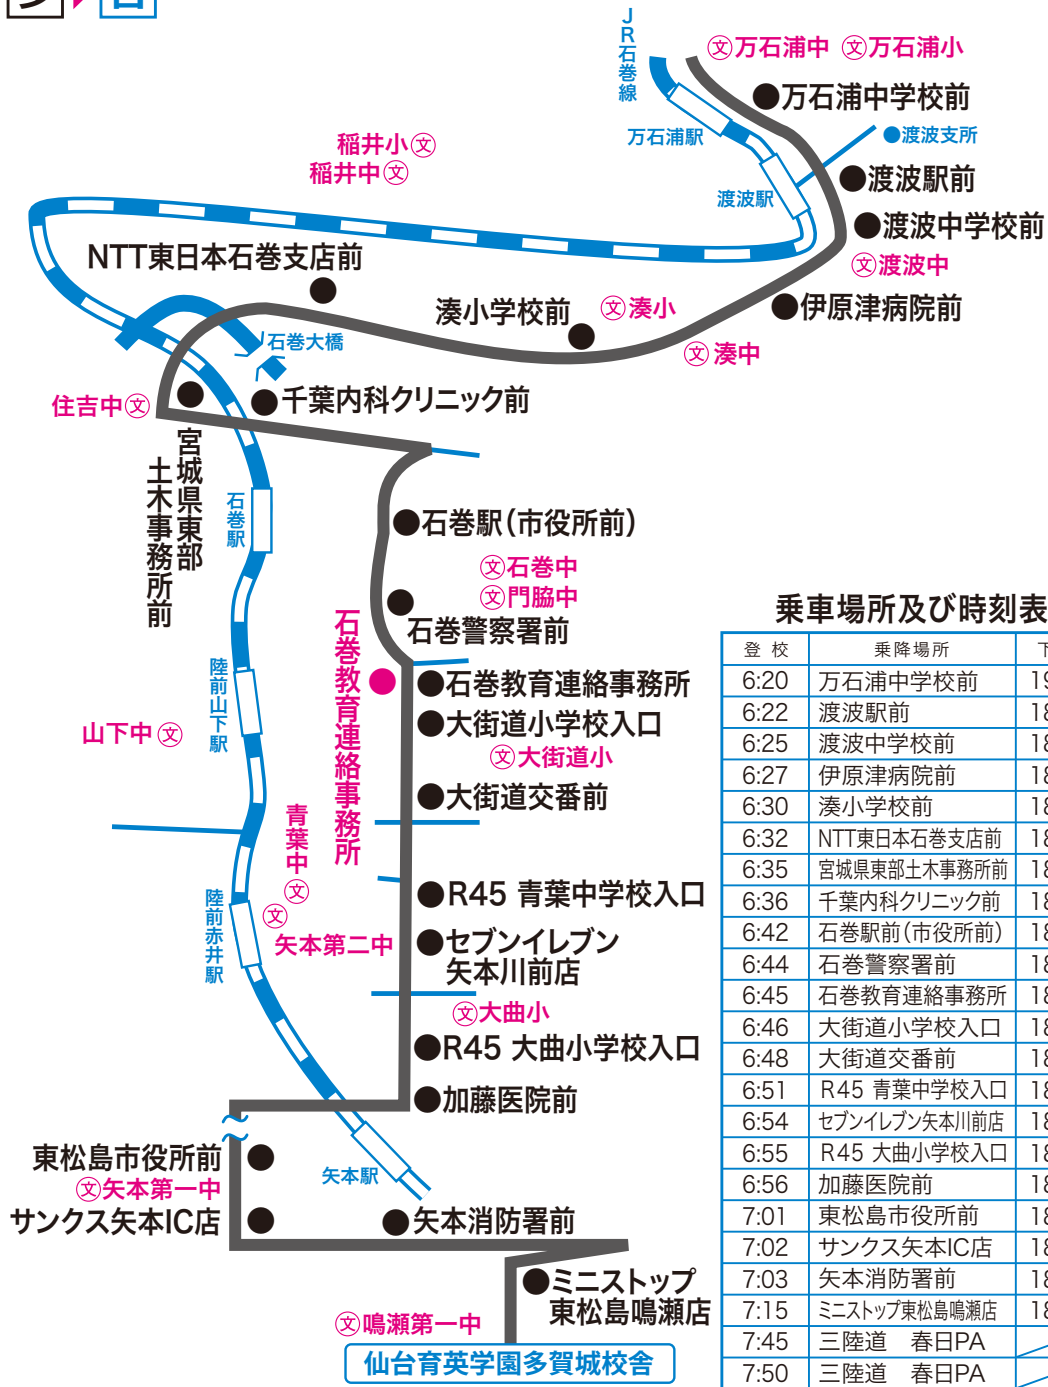 JR石巻線
文万石浦中 文万石浦小
●万石浦中学校前
万石浦駅
●渡波支所
稲井小文
稲井中文
●渡波駅前
渡波駅
●渡波中学校前
文渡波中
NTT東日本石巻支店前
●伊原津病院前
湊小学校前
文湊小
石巻大橋
文湊中
住吉中文
●千葉内科クリニック前
宮城県東部
土木事務所前
石巻駅
●石巻駅(市役所前)
文石巻中
文門脇中
石巻警察署前
石巻教育連絡事務所
●石巻教育連絡事務所
陸前山下駅
●大街道小学校入口
山下中文
文大街道小
●大街道交番前
青葉中文
●R45 青葉中学校入口
陸前赤井駅
文
矢本第二中
●セブンイレブン
矢本川前店
文大曲小
●R45 大曲小学校入口
●加藤医院前
東松島市役所前●
矢本駅
文矢本第一中
サンクス矢本IC店●
●矢本消防署前
●ミニストップ
東松島鳴瀬店
文鳴瀬第一中
仙台育英学園多賀城校舎
乗車場所及び時刻表
登 校 乗降場所
6:20 万石浦中学校前
6:22 渡波駅前
6:25 渡波中学校前
6:27 伊原津病院前
6:30 湊小学校前
6:32 NTT東日本石巻支店前
6:35 宮城県東部土木事務所前
6:36 千葉内科クリニック前
6:42 石巻駅前(市役所前)
6:44 石巻警察署前
6:45 石巻教育連絡事務所
6:46 大街道小学校入口
6:48 大街道交番前
6:51 R45 青葉中学校入口
6:54 セブンイレブン矢本川前店
6:55 R45 大曲小学校入口
6:56 加藤医院前
7:01 東松島市役所前
7:02 サンクス矢本IC店
7:03 矢本消防署前
7:15 ミニストップ東松島鳴瀬店
7:45 三陸道 春日PA
7:50 三陸道 春日PA